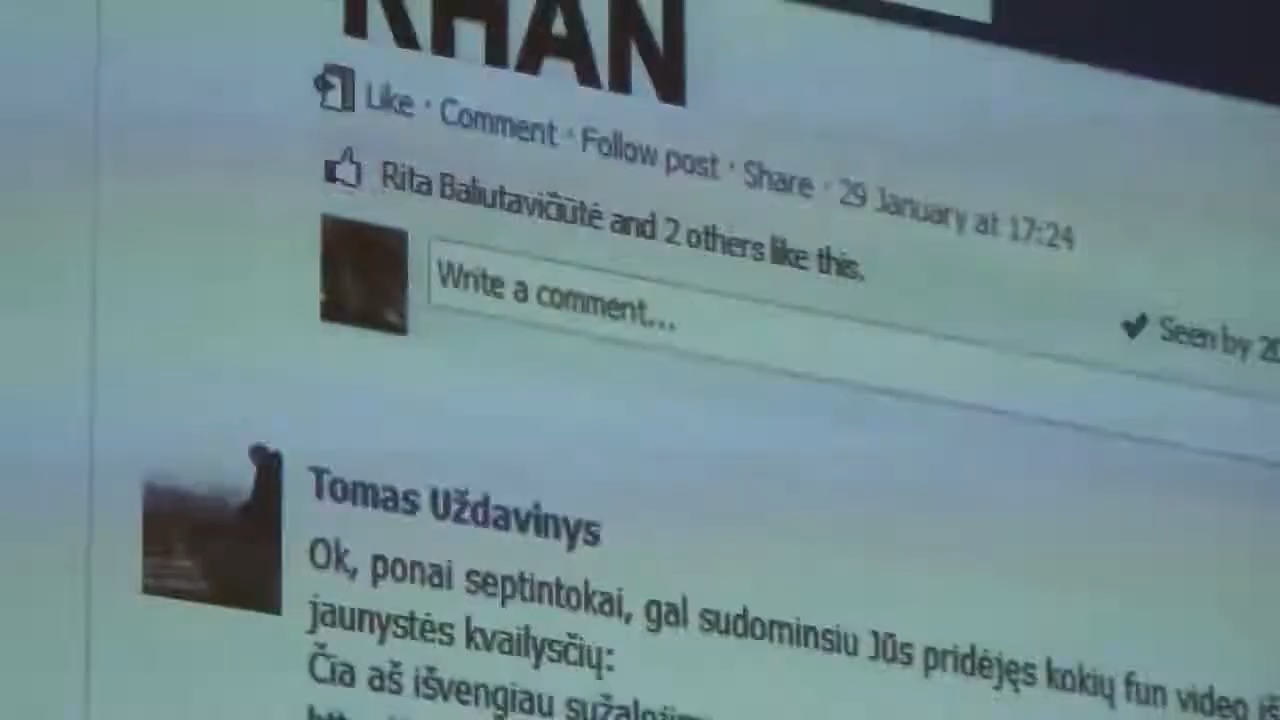 KHAN
Like · Comment · Follow post · Share · 29 January at 17:24
Rita Baliutavičiūtė and 2 others like this.
Write a comment...
Seen by 20
Tomas Uždavinys
Ok, ponai septintokai, gal sudominsiu Jūs pridėjęs kokių fun video iš
jaunystės kvailysčių:
Čia aš išvengiau